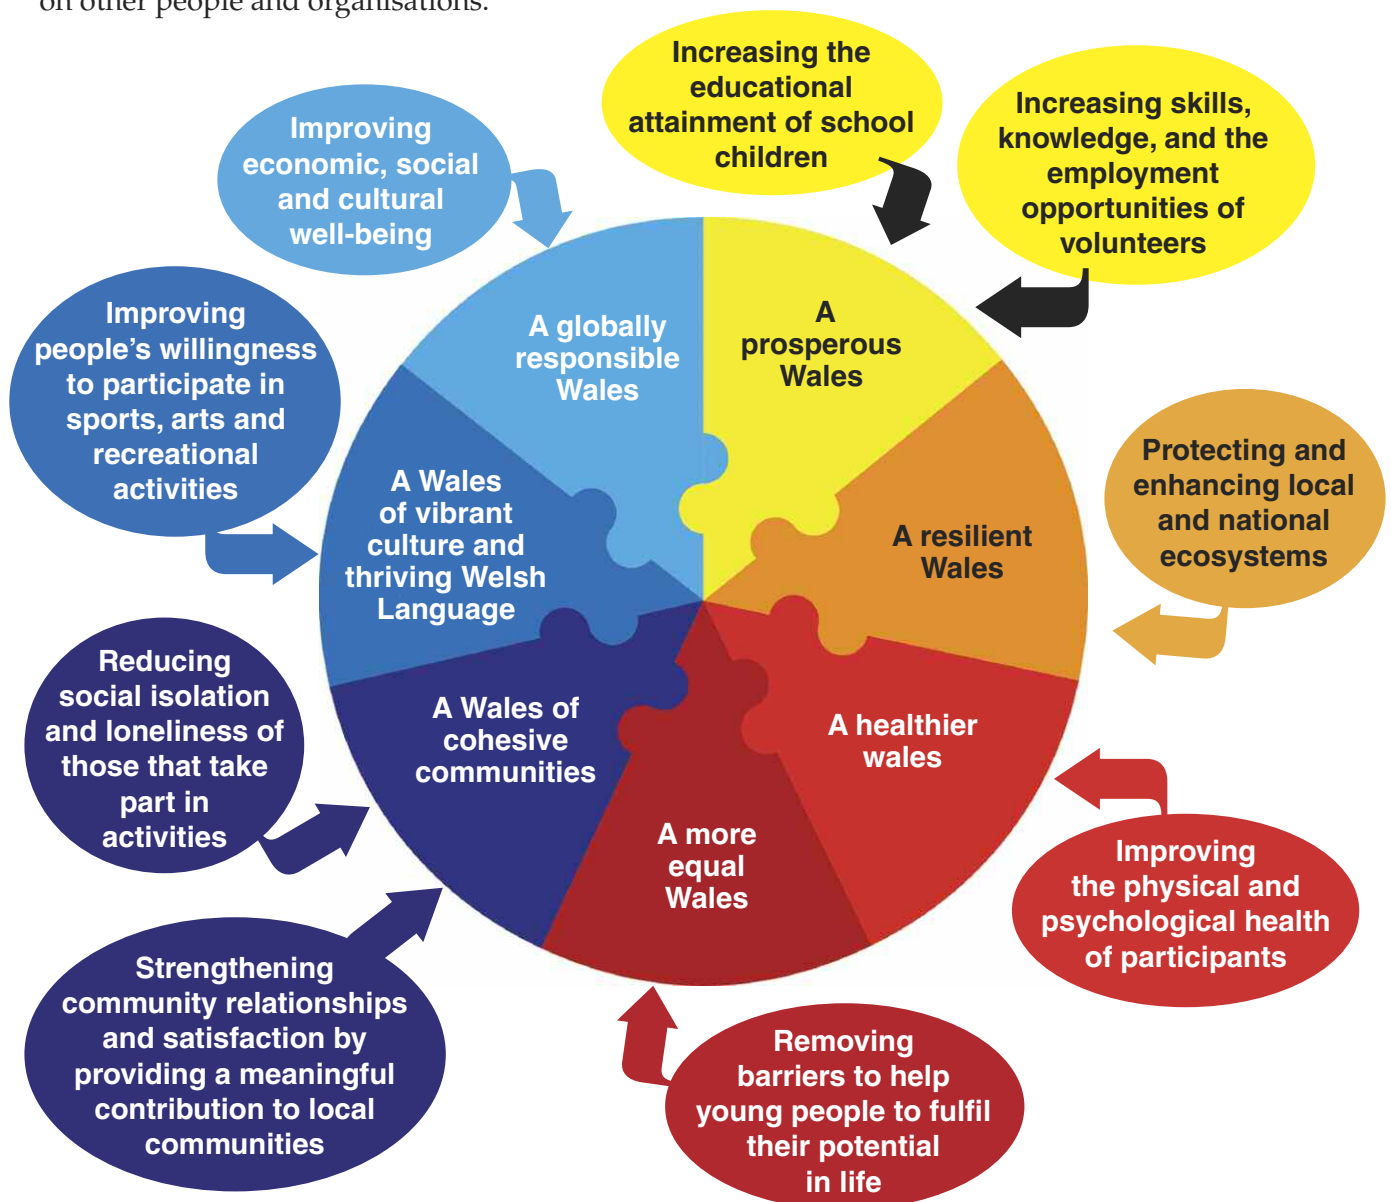 on other people and organisations.
Increasing the
educational
attainment of school
children
Increasing skills,
knowledge, and the
employment
opportunities of
volunteers
Improving
economic, social
and cultural
well-being
Improving
people’s willingness
to participate in
sports, arts and
recreational
activities
A globally
responsible
Wales
A
prosperous
Wales
Protecting and
enhancing local
and national
ecosystems
A Wales
of vibrant
culture and
thriving Welsh
Language
A resilient
Wales
Reducing
social isolation
and loneliness of
those that take
part in
activities
A Wales of
cohesive
communities
A healthier
wales
A more
equal
Wales
Improving
the physical and
psychological health
of participants
Strengthening
community relationships
and satisfaction by
providing a meaningful
contribution to local
communities
Removing
barriers to help
young people to fulfil
their potential
in life